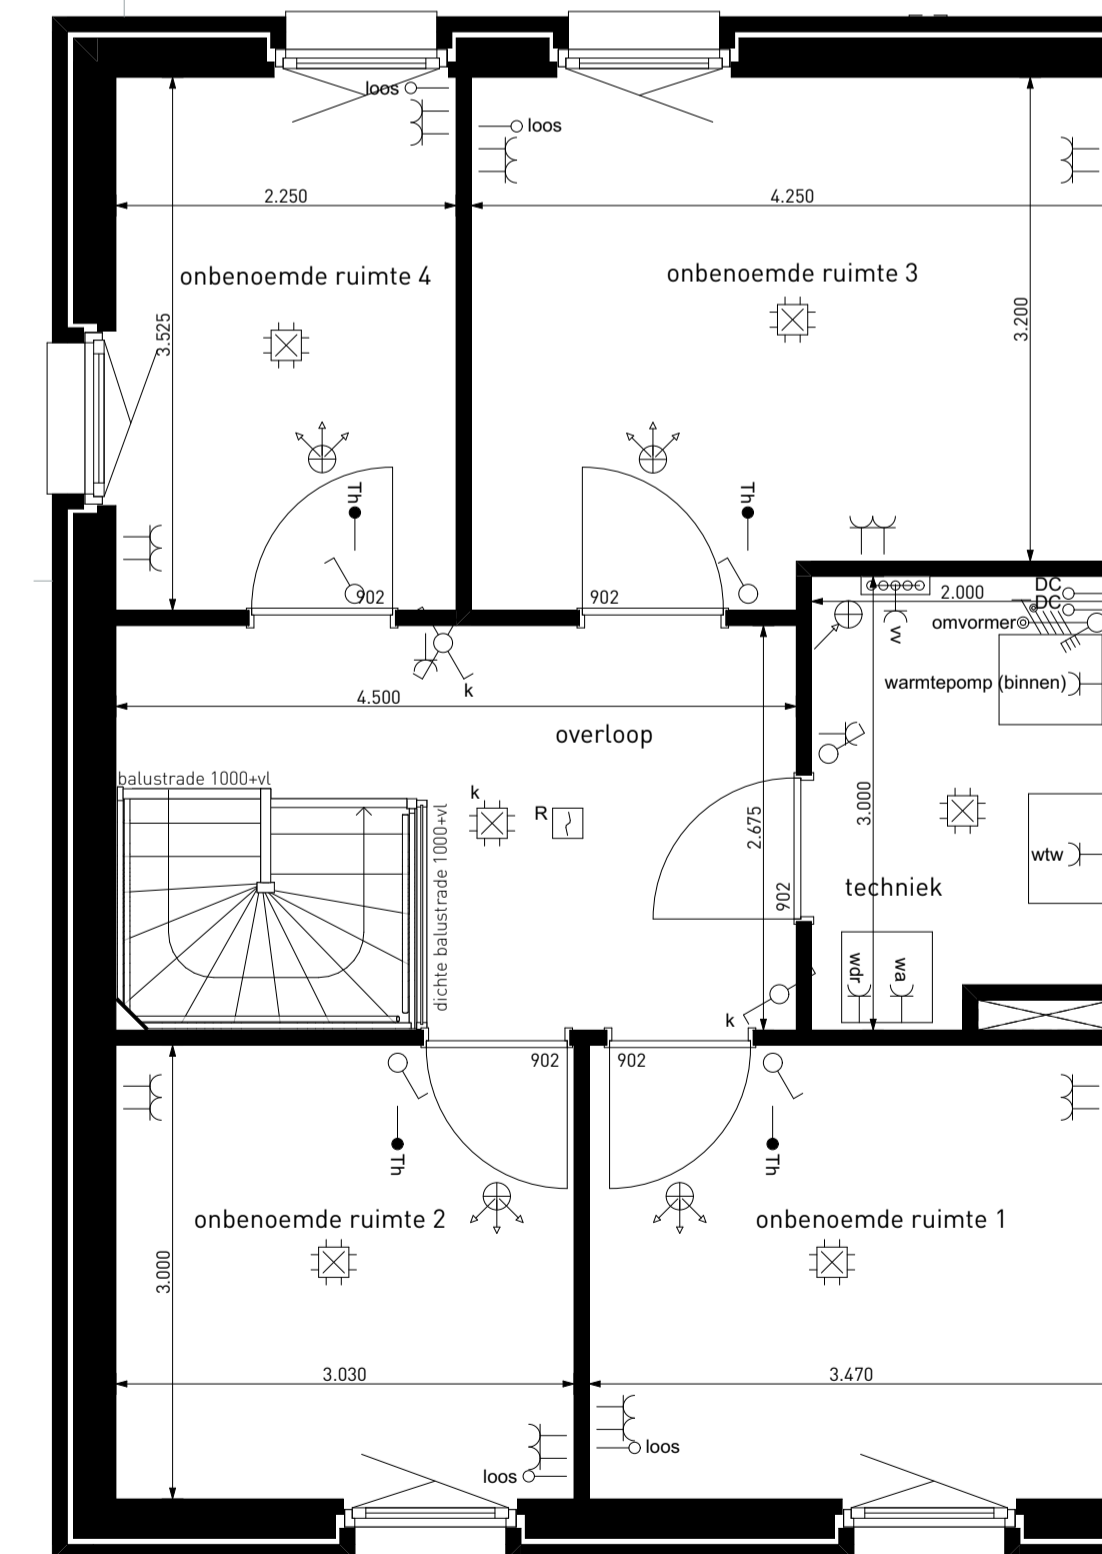 loos
loos
2.250
4.250
onbenoemde ruimte 4
onbenoemde ruimte 3
3.525
3.200
Th
Th
902
902
2.000
DC
DC
omvormer
vv
k
warmtepomp (binnen)
4.500
overloop
balustrade 1000+vl
k
R
2.675
3.000
dichte balustrade 1000+vl
wtw
902
techniek
wdr
wa
k
902
902
Th
Th
onbenoemde ruimte 2
onbenoemde ruimte 1
3.000
3.030
3.470
loos
loos